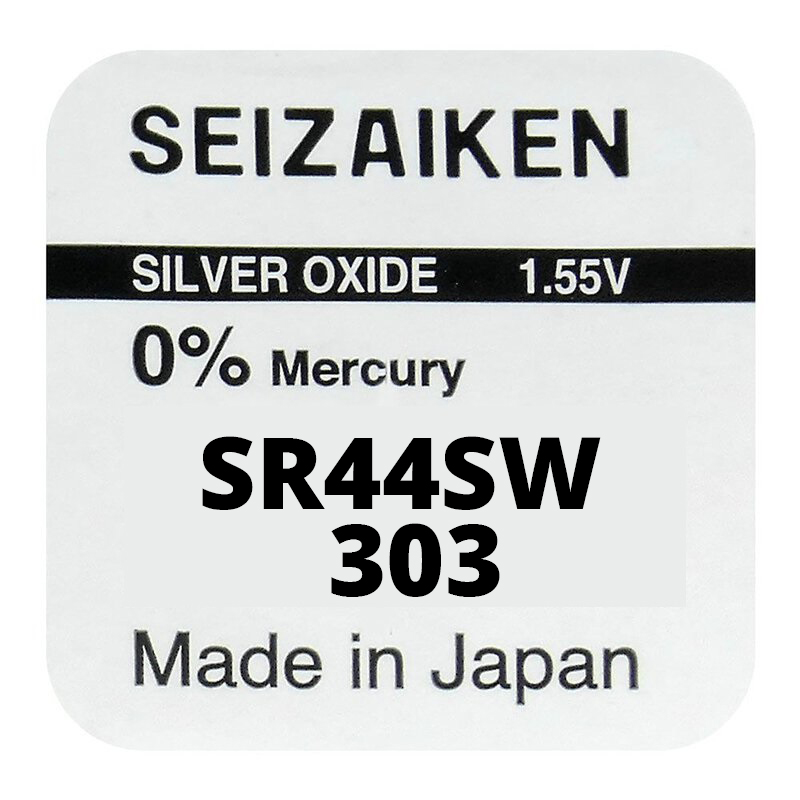 SEIZAIKEN
SILVER OXIDE 1.55V
0% Mercury
SR44SW
303
Made in Japan